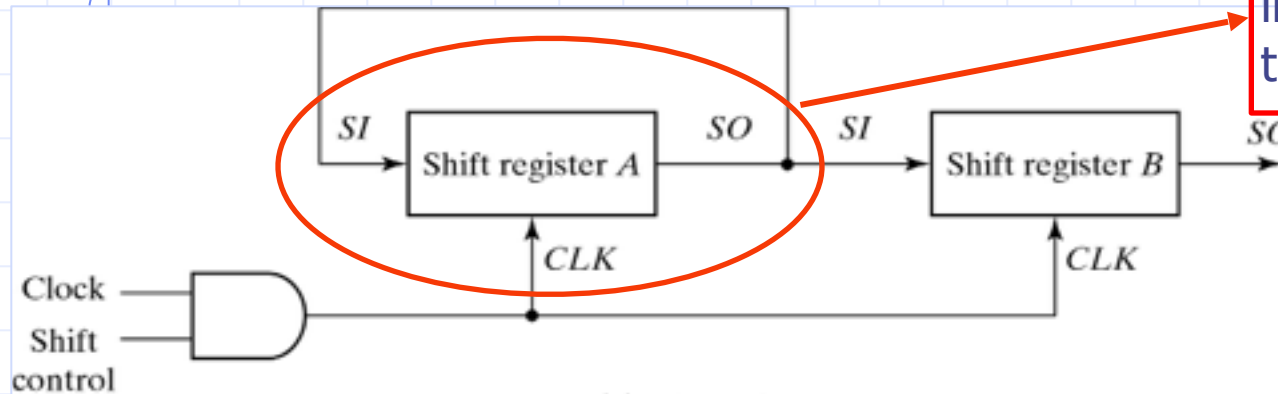 SI
SO
SI
Shift register A
Shift register B
CLK
CLK
Clock
Shift
control